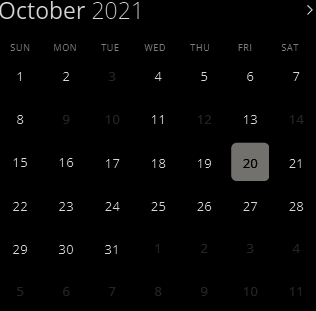 October 2021
SUN MON TUE WED THU FRI SAT
1 2 3 4 5 6 7
8 9 10 11 12 13 14
15 16 17 18 19 20 21
22 23 24 25 26 27 28
29 30 31 1 2 3 4
5 6 7 8 9 10 11